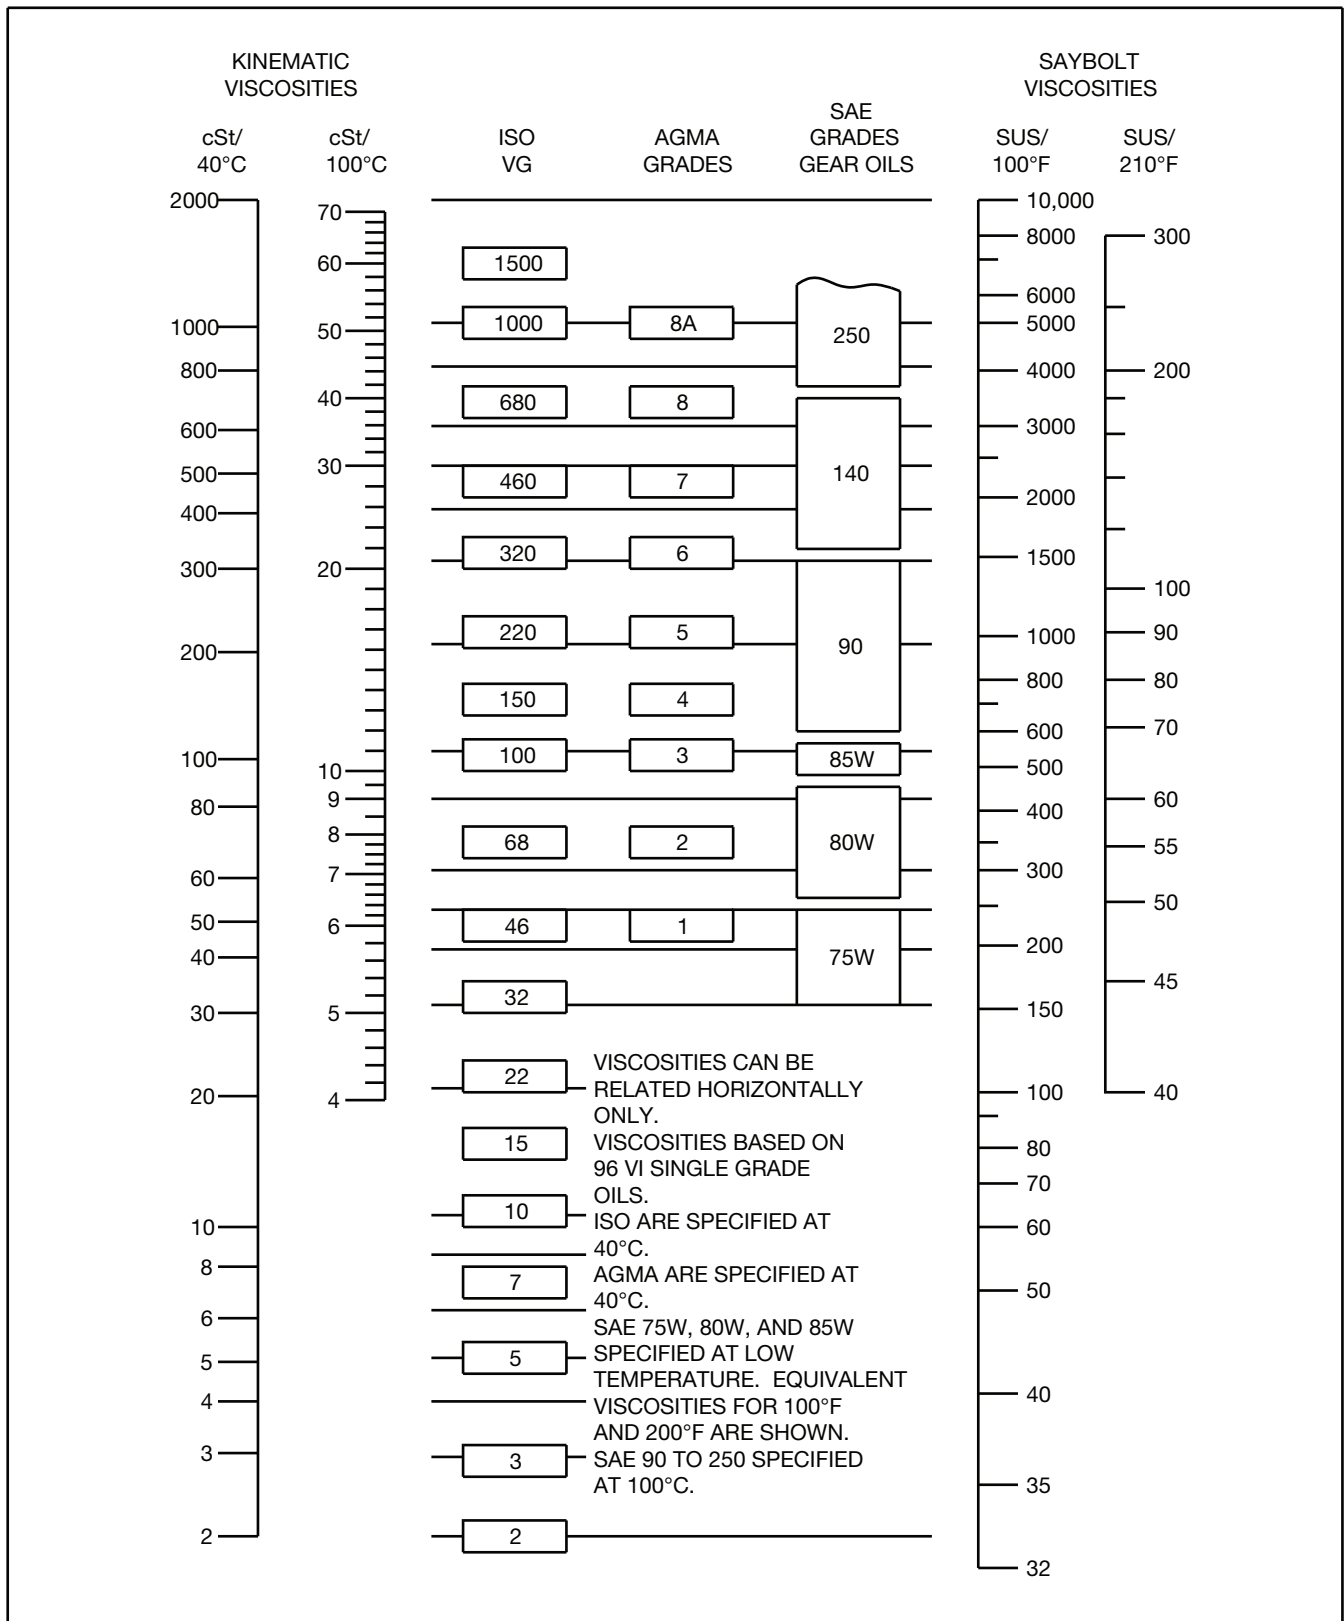 KINEMATIC
VISCOSITIES
SAYBOLT
VISCOSITIES
cSt/
40°C
cSt/
100°C
ISO
VG
AGMA
GRADES
SAE
GRADES
GEAR OILS
SUS/
100°F
SUS/
210°F
2000
1000
800
600
500
400
300
200
100
80
60
50
40
30
20
10
8
6
5
4
3
2
70
60
50
40
30
20
10
9
8
7
6
5
4
1500
1000
680
460
320
220
150
100
68
46
32
22
15
10
7
5
3
2
8A
8
7
6
5
4
3
2
1
250
140
90
85W
80W
75W
VISCOSITIES CAN BE
RELATED HORIZONTALLY
ONLY.
VISCOSITIES BASED ON
96 VI SINGLE GRADE
OILS.
ISO ARE SPECIFIED AT
40°C.
AGMA ARE SPECIFIED AT
40°C.
SAE 75W, 80W, AND 85W
SPECIFIED AT LOW
TEMPERATURE. EQUIVALENT
VISCOSITIES FOR 100°F
AND 200°F ARE SHOWN.
SAE 90 TO 250 SPECIFIED
AT 100°C.
10,000
8000
6000
5000
4000
3000
2000
1500
1000
800
600
500
400
300
200
150
100
80
70
60
50
40
35
32
300
200
100
90
80
70
60
55
50
45
40